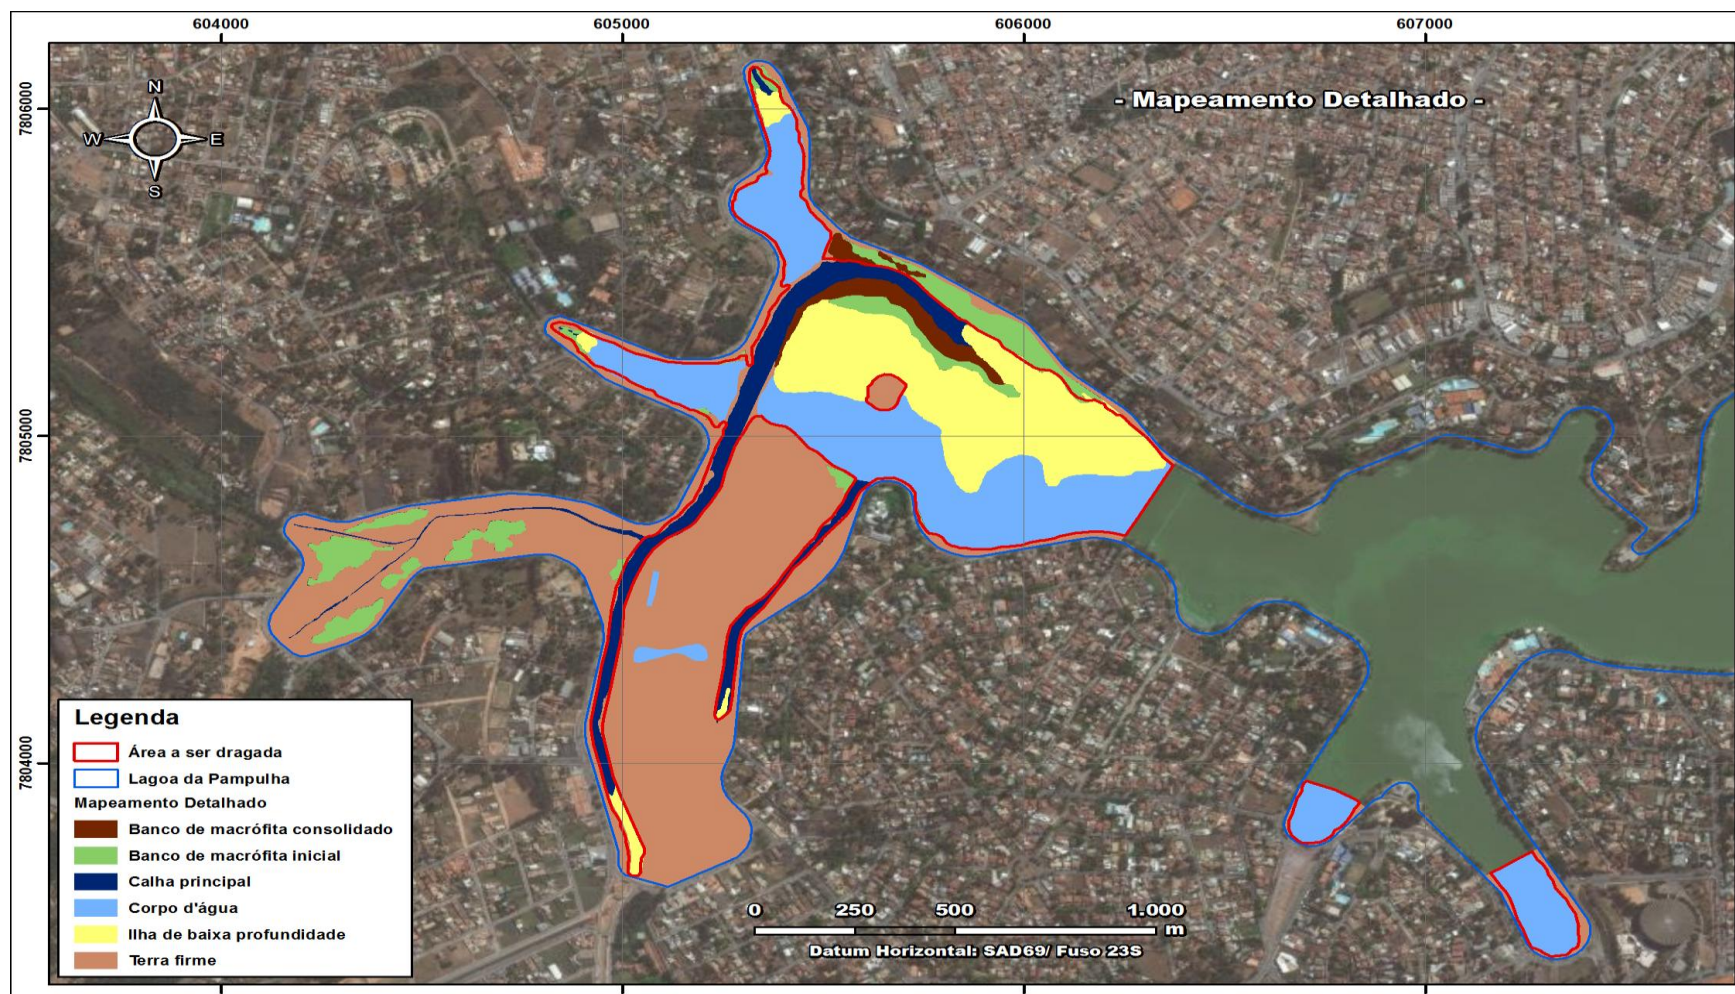 604000 605000 606000 607000
7806000
7805000
7804000
- Mapeamento Detalhado -
N
W E
S
Legenda
Área a ser dragada
Lagoa da Pampulha
Mapeamento Detalhado
Banco de macrófita consolidado
Banco de macrófita inicial
Calha principal
Corpo d'água
Ilha de baixa profundidade
Terra firme
0 250 500 1.000
m
Datum Horizontal: SAD69/ Fuso 23S